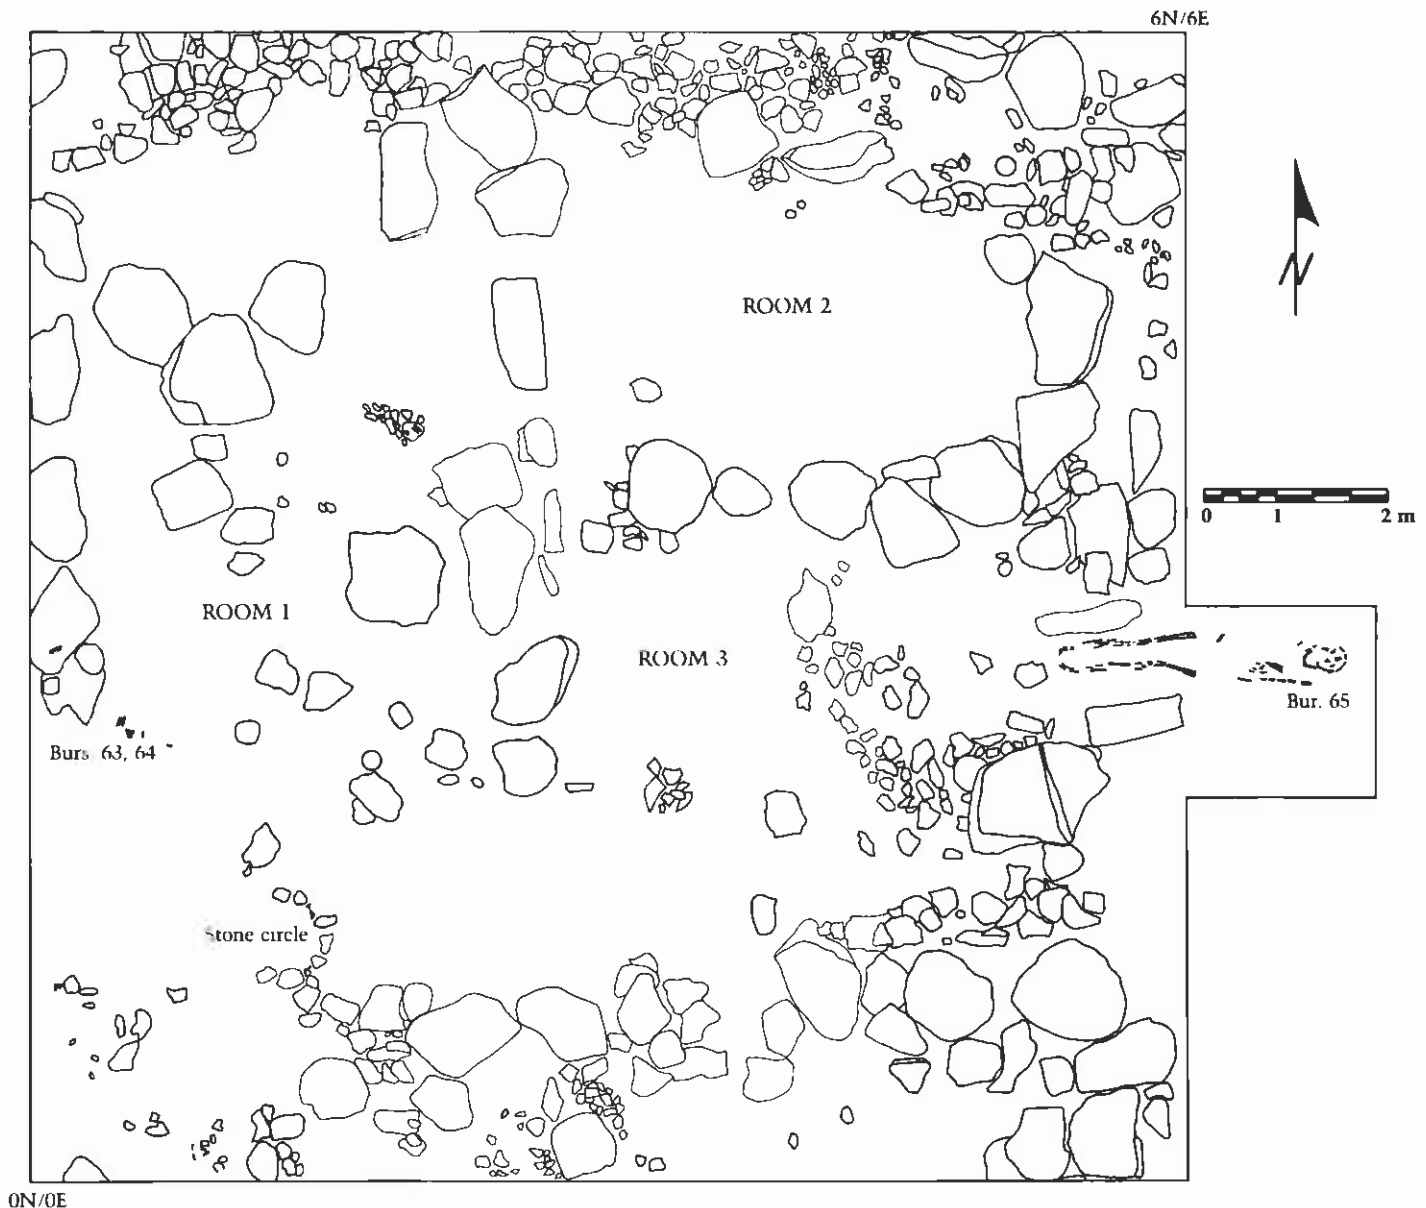 6N/6E
ROOM 2
N
0 1 2 m
ROOM 1
ROOM 3
Bur. 65
Burs. 63, 64
Stone circle
0N/0E